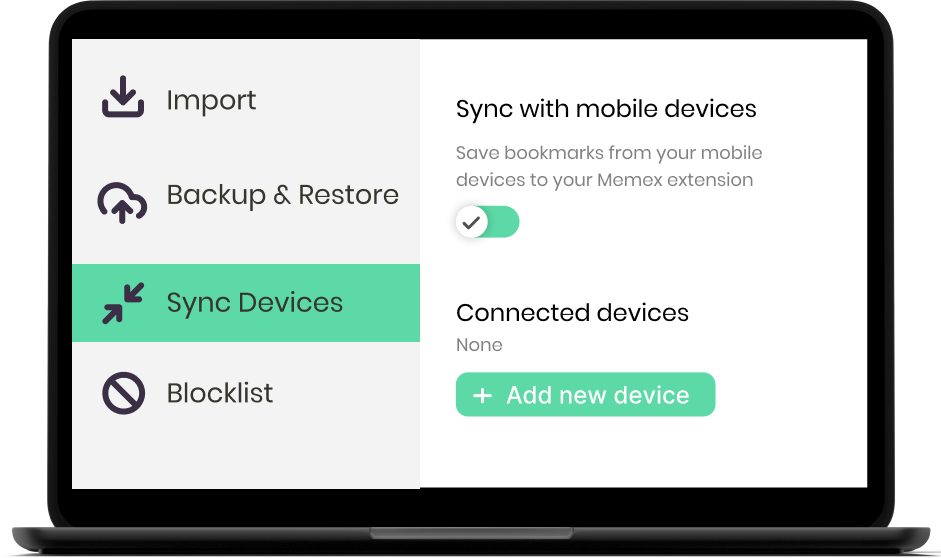 Import
Backup & Restore
Sync Devices
Blocklist
Sync with mobile devices
Save bookmarks from your mobile
devices to your Memex extension
Connected devices
None
+ Add new device